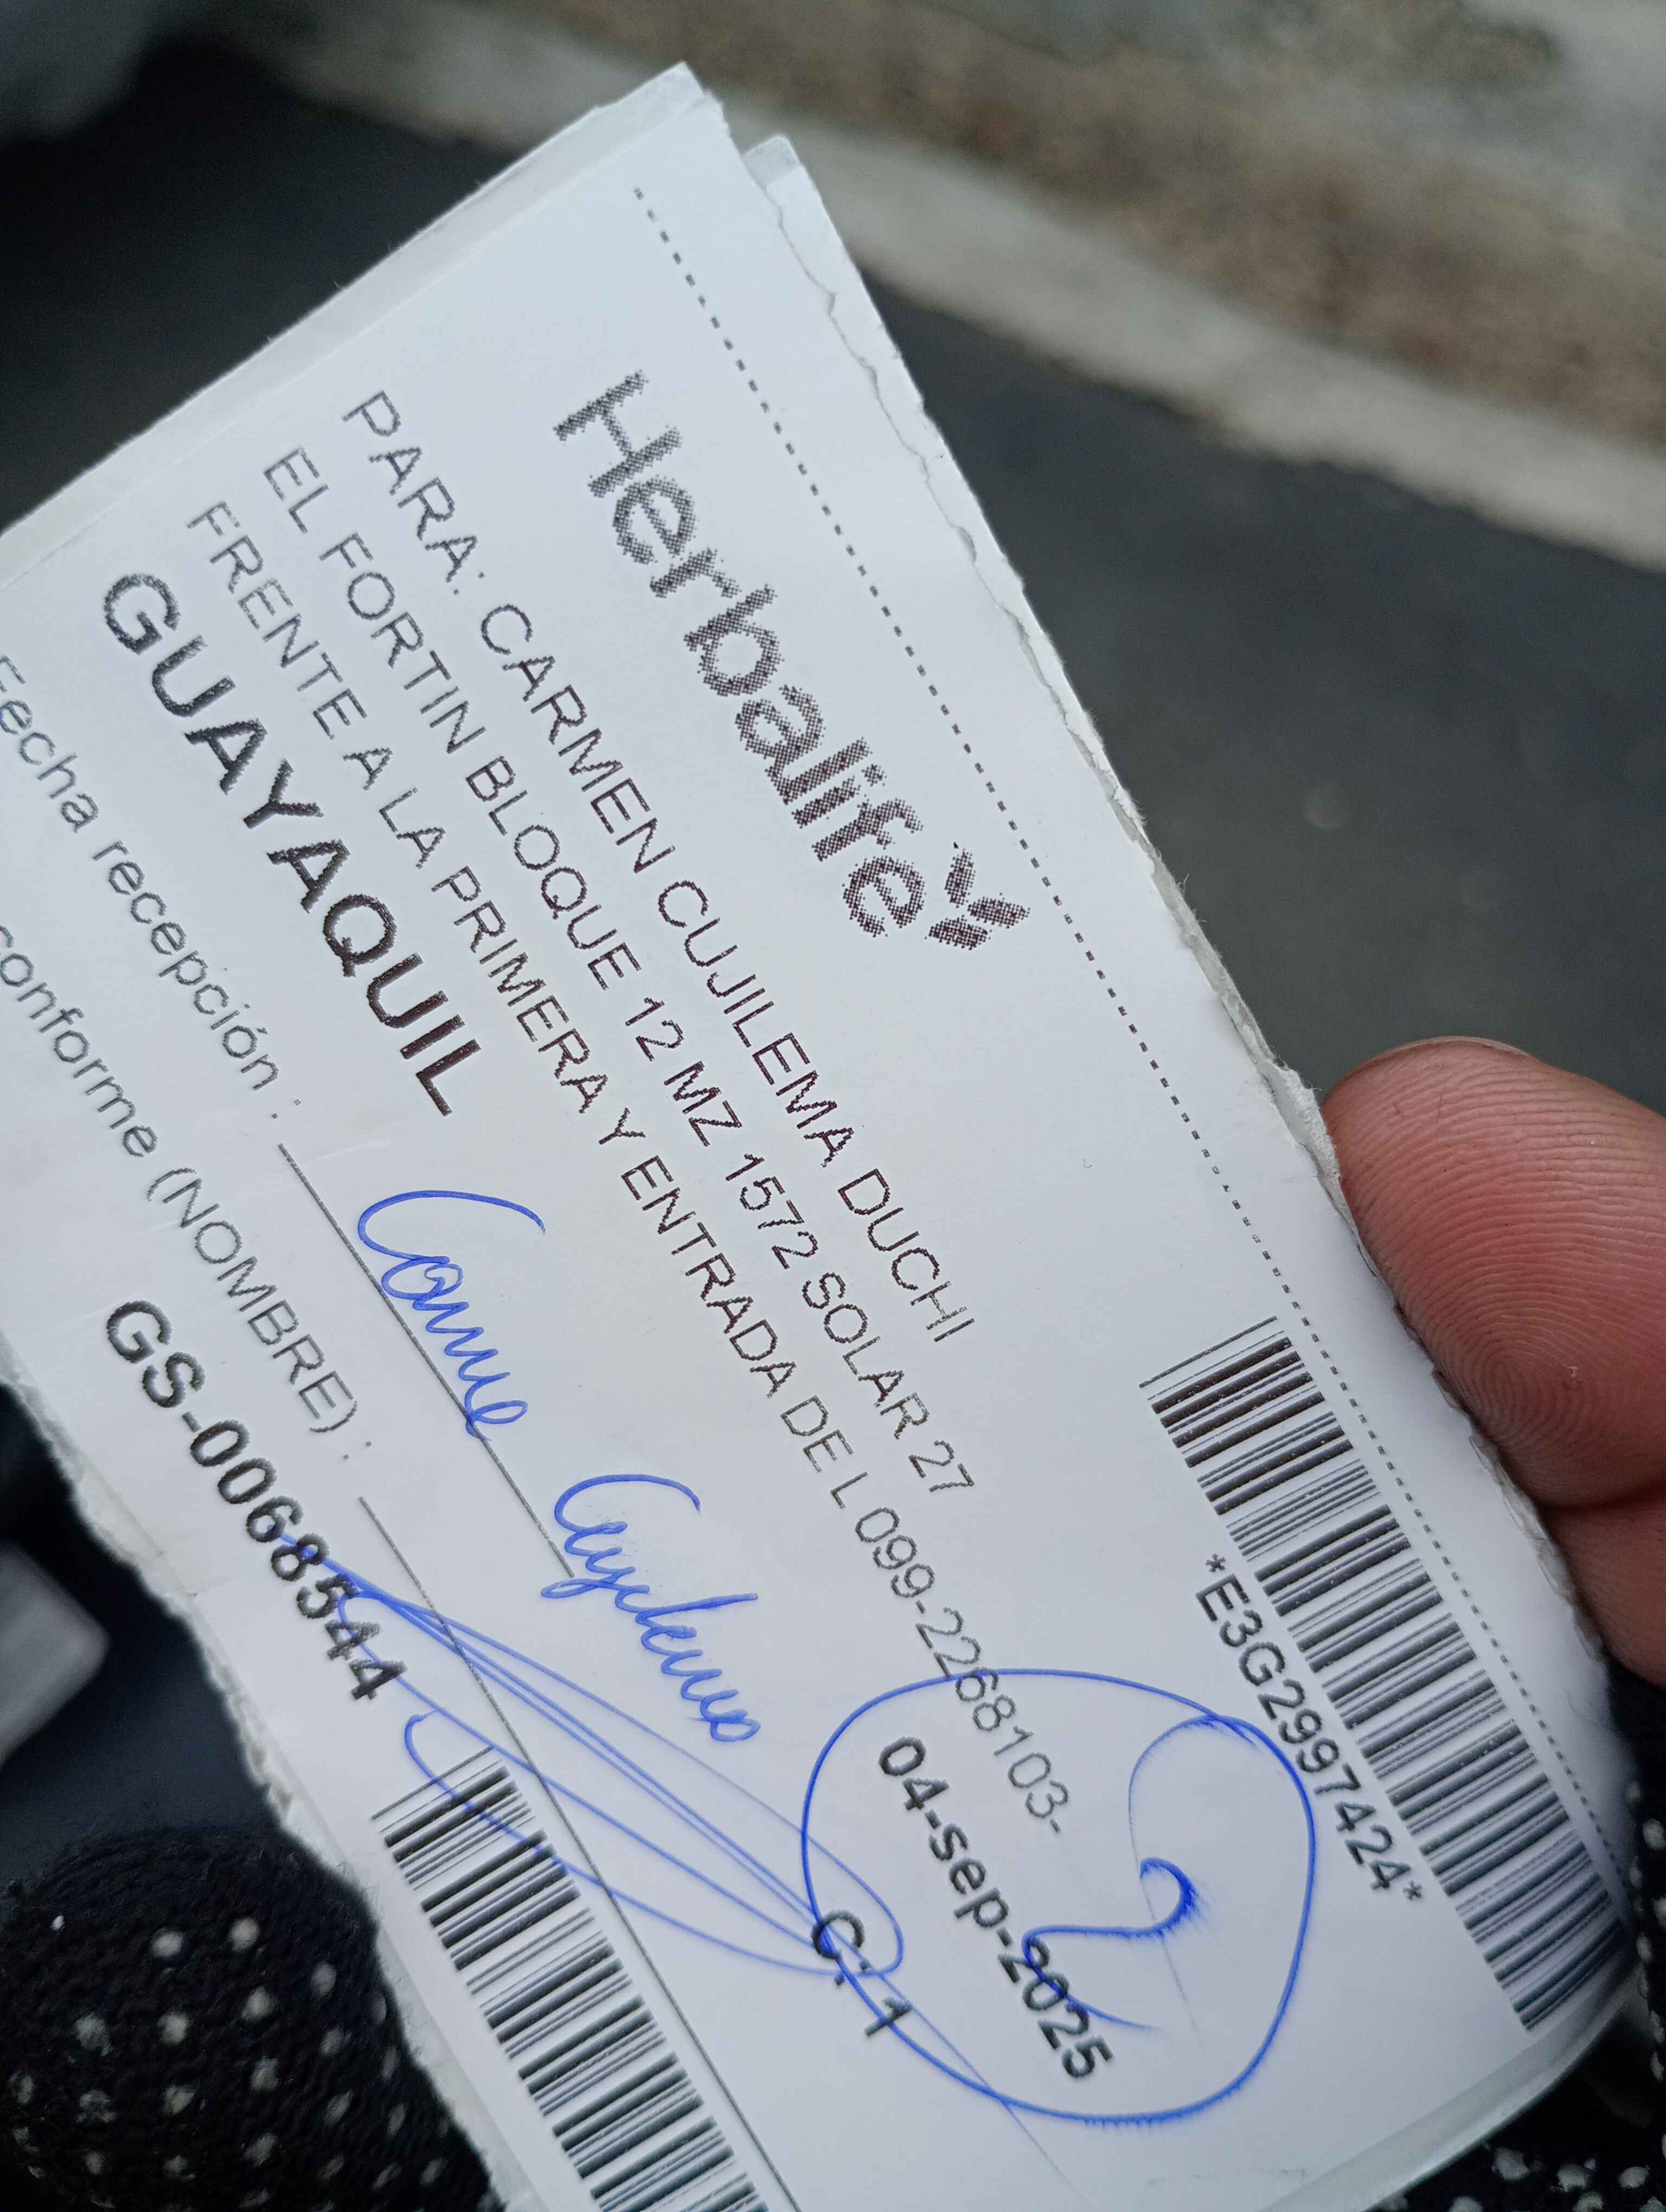 *E3G2997424*
Herbalife
PARA: CARMEN CUJILEMA DUCHI
EL FORTIN BLOQUE 12 MZ 1572 SOLAR 27
FRENTE A LA PRIMERA Y ENTRADA DE L 099-2268103-
GUAYAQUIL
04-sep-2025
2
Fecha recepción :
conforme (NOMBRE) :
C: 1
GS-0068544